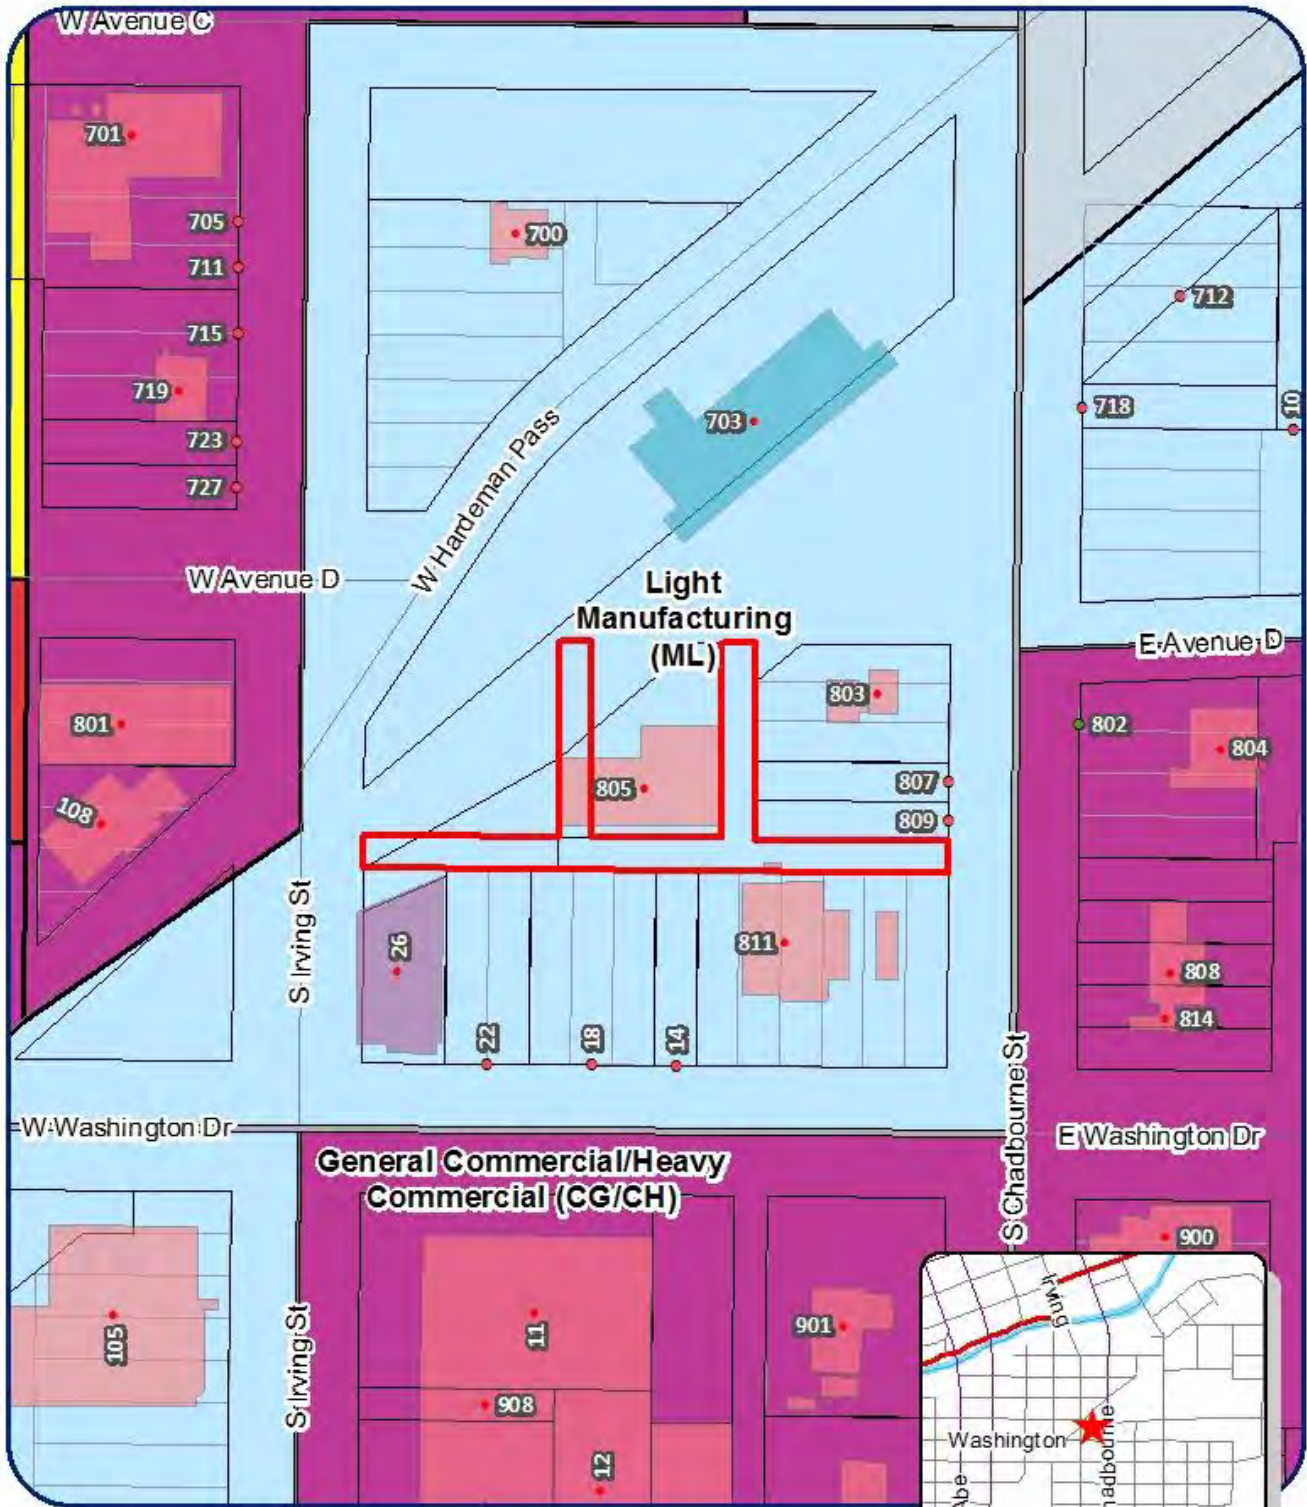 W Avenue C
701
705
700
711
712
715
719
718
10
703
723
727
W Hardeman Pass
W Avenue D
Light
Manufacturing
(ML)
E Avenue D
803
801
802
804
805
807
108
809
S Irving St
26
811
808
814
22
18
14
S Chadbourne St
W Washington Dr
E Washington Dr
General Commercial/Heavy
Commercial (CG/CH)
900
105
11
901
S Irving St
908
12
Irving
Washington
hadbourne
Abe